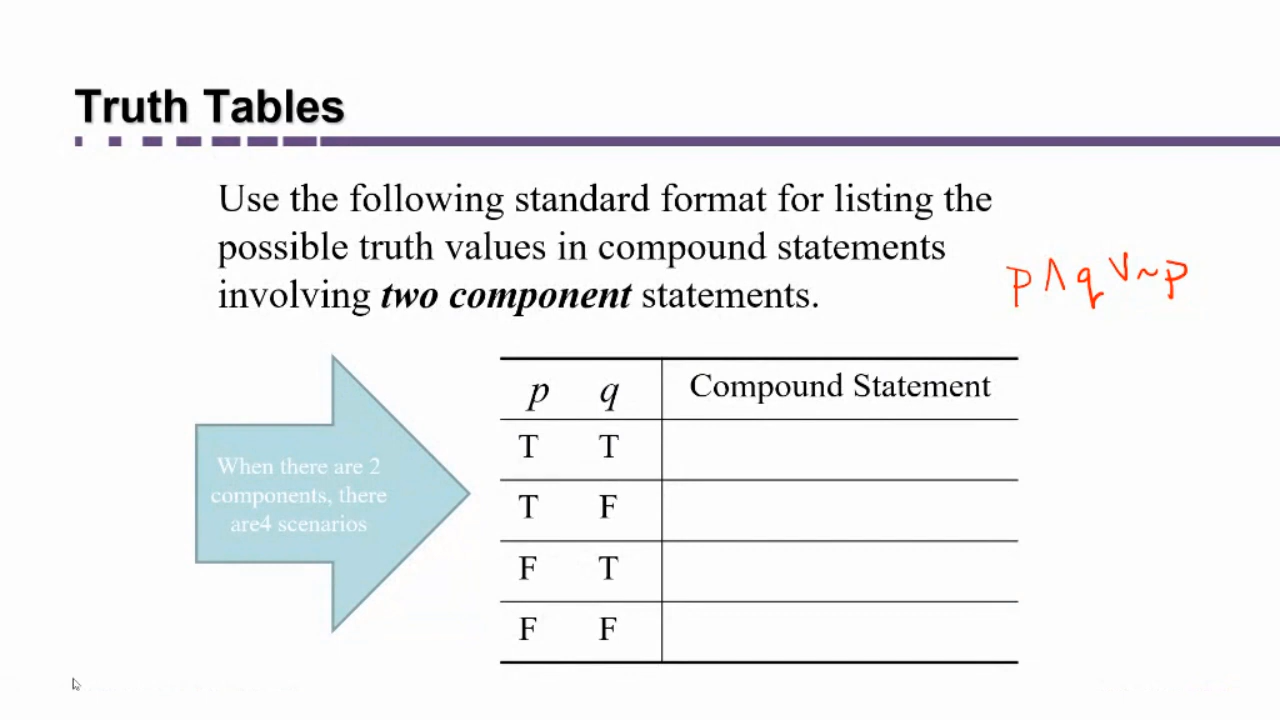 Truth Tables
Use the following standard format for listing the
possible truth values in compound statements
involving two component statements.
p ∧ q ∨ ~ p
When there are 2
components, there
are4 scenarios
p q Compound Statement
T T
T F
F T
F F